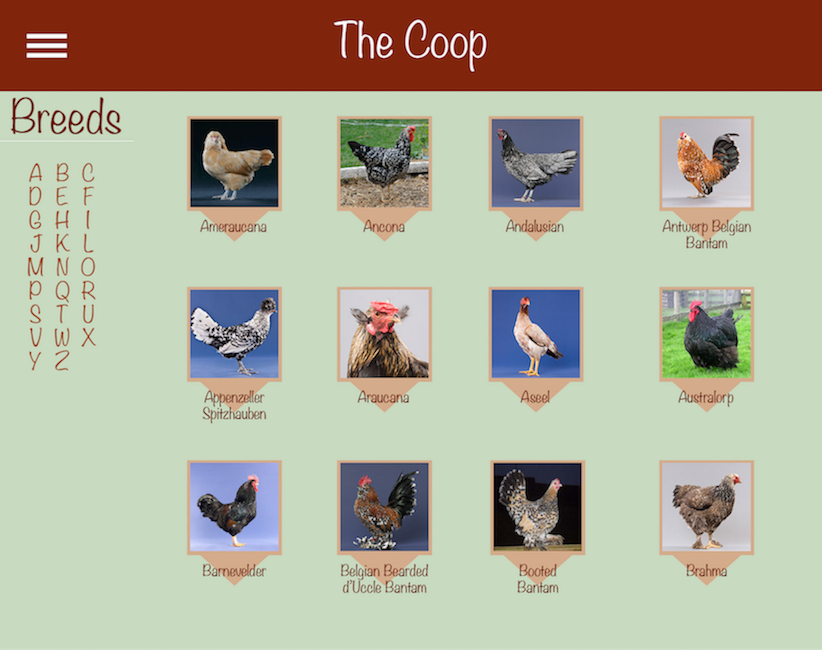 The Coop
Breeds
A B C
D E F
G H I
J K L
M N O
P Q R
S T U
V W X
Y Z
Ameraucana
Ancona
Andalusian
Antwerp Belgian
Bantam
Appenzeller
Spitzhauben
Araucana
Aseel
Australorp
Barnevelder
Belgian Bearded
d'Uccle Bantam
Booted
Bantam
Brahma